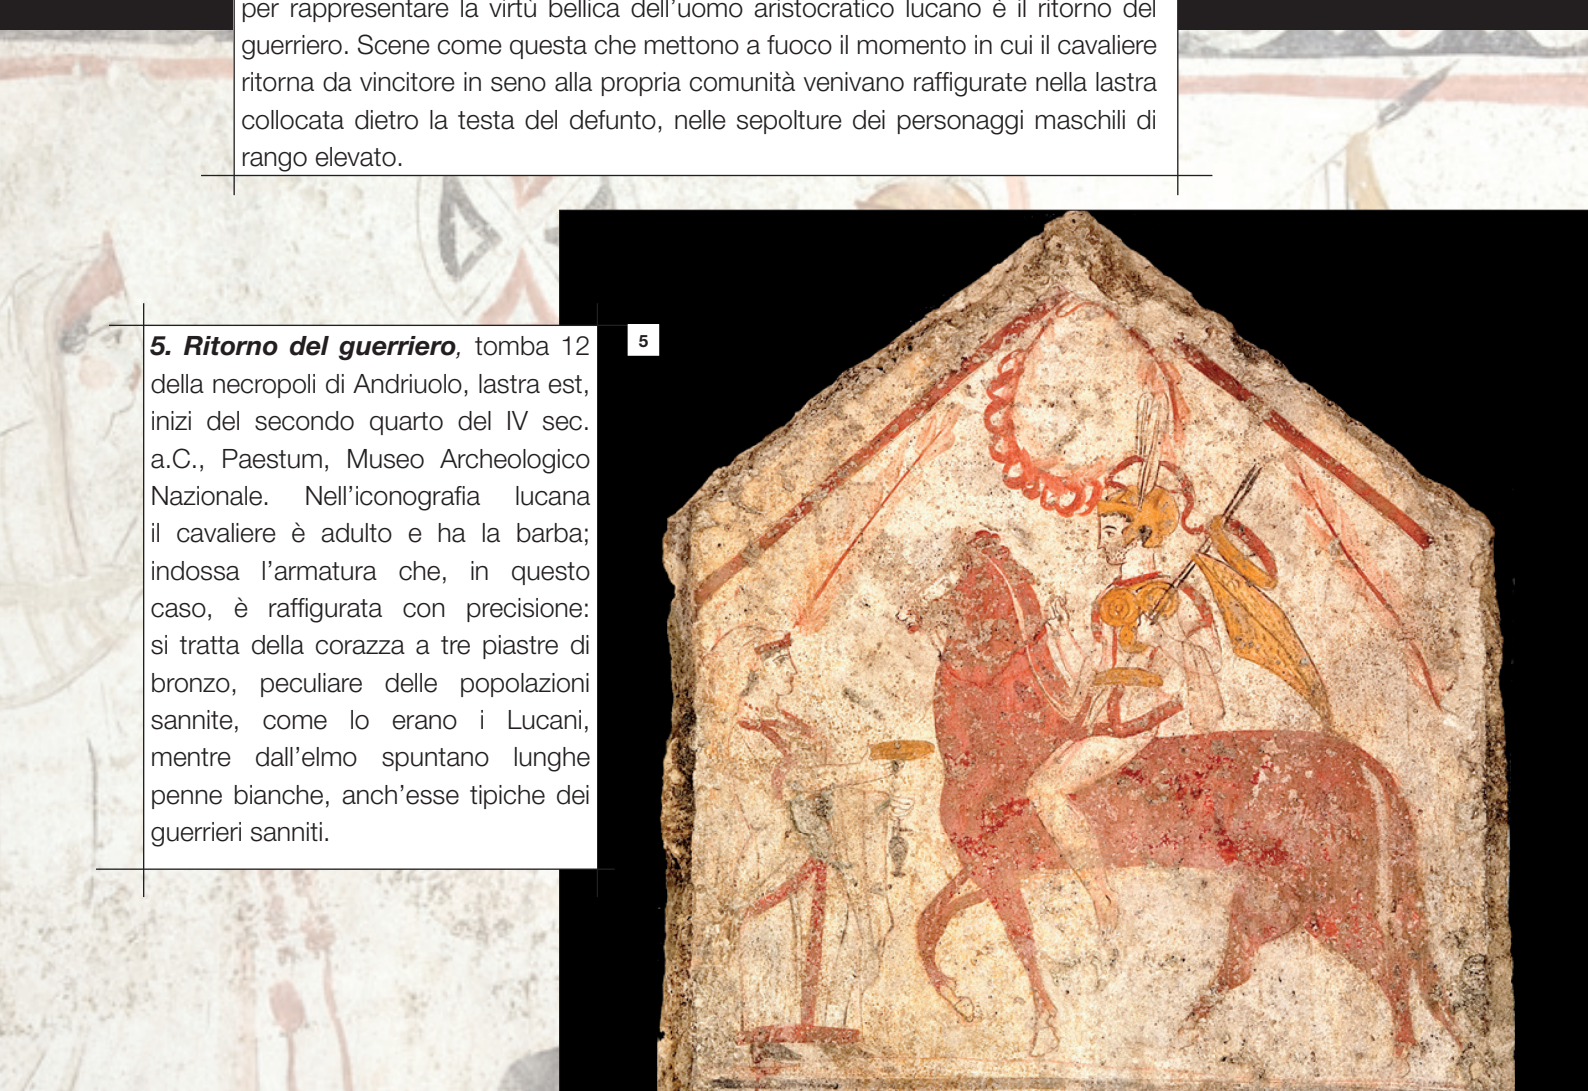 per rappresentare la virtù bellica dell'uomo aristocratico lucano è il ritorno del
guerriero. Scene come questa che mettono a fuoco il momento in cui il cavaliere
ritorna da vincitore in seno alla propria comunità venivano raffigurate nella lastra
collocata dietro la testa del defunto, nelle sepolture dei personaggi maschili di
rango elevato.
5. Ritorno del guerriero, tomba 12
della necropoli di Andriuolo, lastra est,
inizi del secondo quarto del IV sec.
a.C., Paestum, Museo Archeologico
Nazionale. Nell'iconografia lucana
il cavaliere è adulto e ha la barba;
indossa l'armatura che, in questo
caso, è raffigurata con precisione:
si tratta della corazza a tre piastre di
bronzo, peculiare delle popolazioni
sannite, come lo erano i Lucani,
mentre dall'elmo spuntano lunghe
penne bianche, anch'esse tipiche dei
guerrieri sanniti.
5